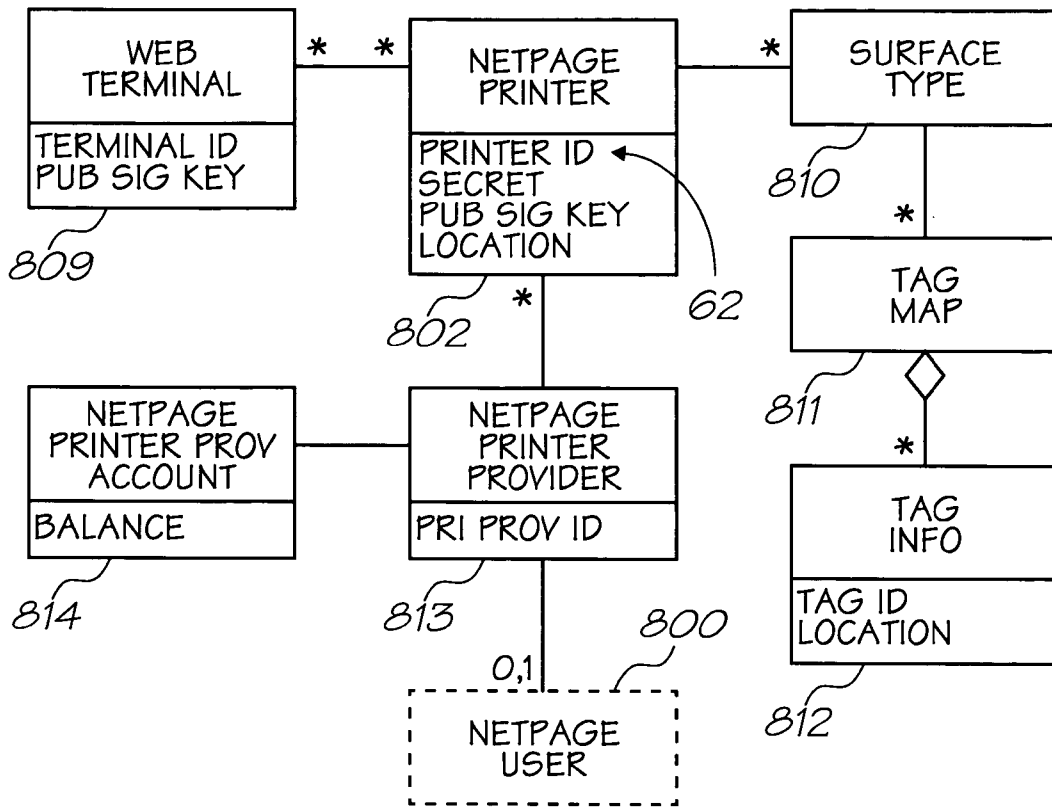 WEB
TERMINAL
TERMINAL ID
PUB SIG KEY
809
*
*
NETPAGE
PRINTER
PRINTER ID
SECRET
PUB SIG KEY
LOCATION
802
62
*
*
SURFACE
TYPE
810
*
TAG
MAP
811
*
TAG
INFO
TAG ID
LOCATION
812
NETPAGE
PRINTER PROV
ACCOUNT
BALANCE
814
NETPAGE
PRINTER
PROVIDER
PRI PROV ID
813
0,1
800
NETPAGE
USER